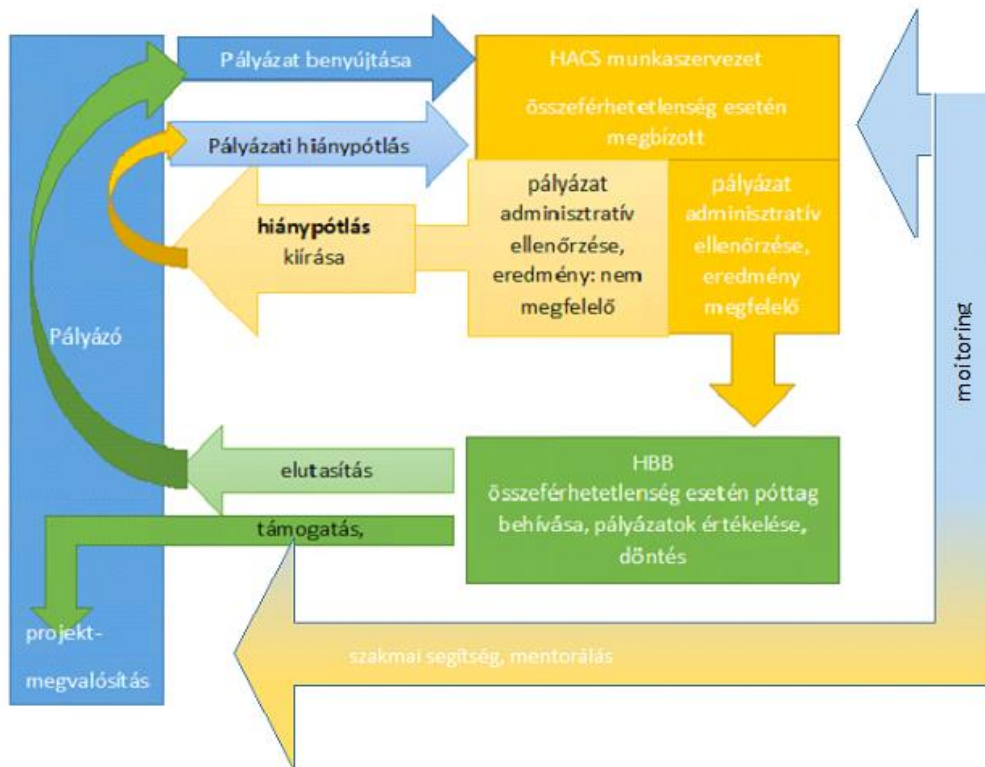 Pályázat benyújtása
HACS munkaszervezet
összeférhetetlenség esetén
megbízott
Pályázati hiánypótlás
pályázat
adminisztratív
ellenőrzése,
eredmény: nem
megfelelő
pályázat
adminisztratív
ellenőrzése,
eredmény
megfelelő
hiánypótlás
kiírása
Pályázó
moitoring
elutasítás
HBB
összeférhetetlenség esetén póttag
behívása, pályázatok értékelése,
döntés
támogatás,
projekt-
megvalósítás
szakmai segítség, mentorálás